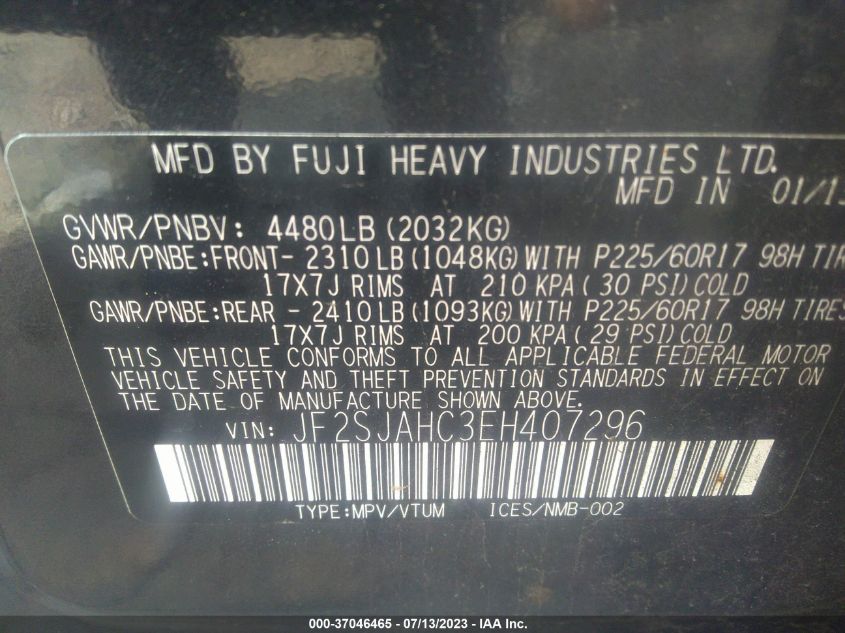 MFD BY FUJI HEAVY INDUSTRIES LTD.
MFD IN 01/1
GVWR/PNBV: 4480LB (2032KG)
GAWR/PNBE:FRONT- 2310LB (1048KG) WITH P225/60R17 98H TIR
17X7J RIMS AT 210 KPA( 30 PSI) COLD
GAWR/PNBE:REAR - 2410LB (1093KG) WITH P225/60R17 98H TIRES
17X7J RIMS AT 200 KPA( 29 PSI) COLD
THIS VEHICLE CONFORMS TO ALL APPLICABLE FEDERAL MOTOR
VEHICLE SAFETY AND THEFT PREVENTION STANDARDS IN EFFECT ON
THE DATE OF MANUFACTURE SHOWN ABOVE.
VIN: JF2SJAHC3EH407296
TYPE:MPV/VTUM ICES/NMB-002
000-37046465 - 07/13/2023 - IAA Inc.